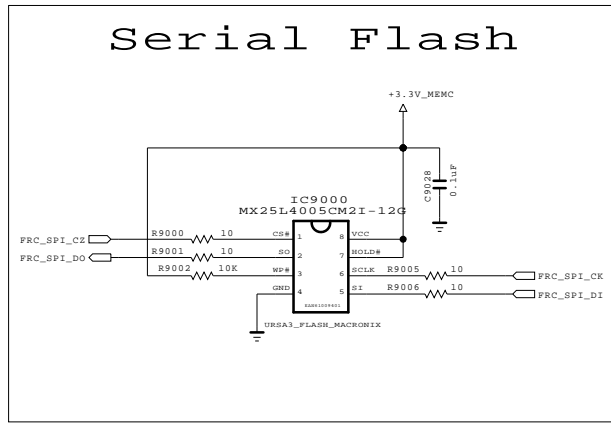 Serial Flash
+3.3V_MEMC
C9028
0.1uF
IC9000
MX25L4005CM2I-12G
FRC_SPI_CZ
R9000
10
CS#
1
8
VCC
FRC_SPI_DO
R9001
10
SO
2
7
HOLD#
R9002
10K
WP#
3
6
SCLK
R9005
10
FRC_SPI_CK
GND
4
5
SI
R9006
10
FRC_SPI_DI
URSA3_FLASH_MACRONIX